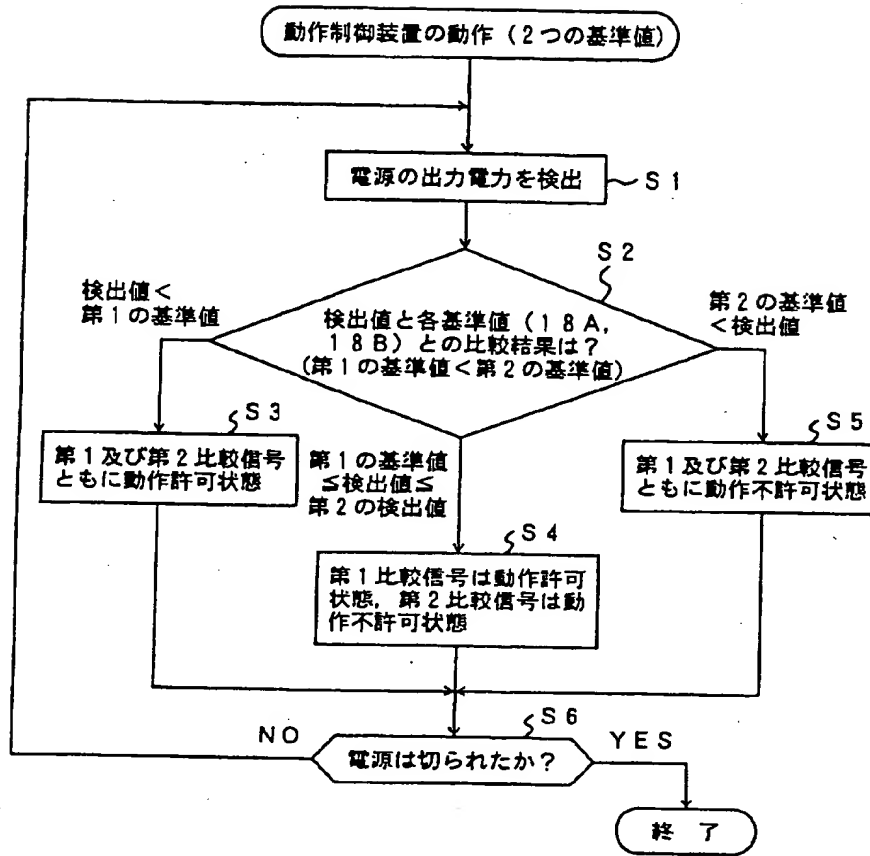 動作制御装置の動作（2つの基準値）
電源の出力電力を検出
S1
S2
検出値＜
第1の基準値
検出値と各基準値（18A，
18B）との比較結果は？
(第1の基準値＜第2の基準値)
第2の基準値
＜検出値
S3
第1及び第2比較信号
ともに動作許可状態
第1の基準値
≦検出値≦
第2の検出値
S5
第1及び第2比較信号
ともに動作不許可状態
S4
第1比較信号は動作許可
状態，第2比較信号は動
作不許可状態
S6
NO
電源は切られたか？
YES
終了